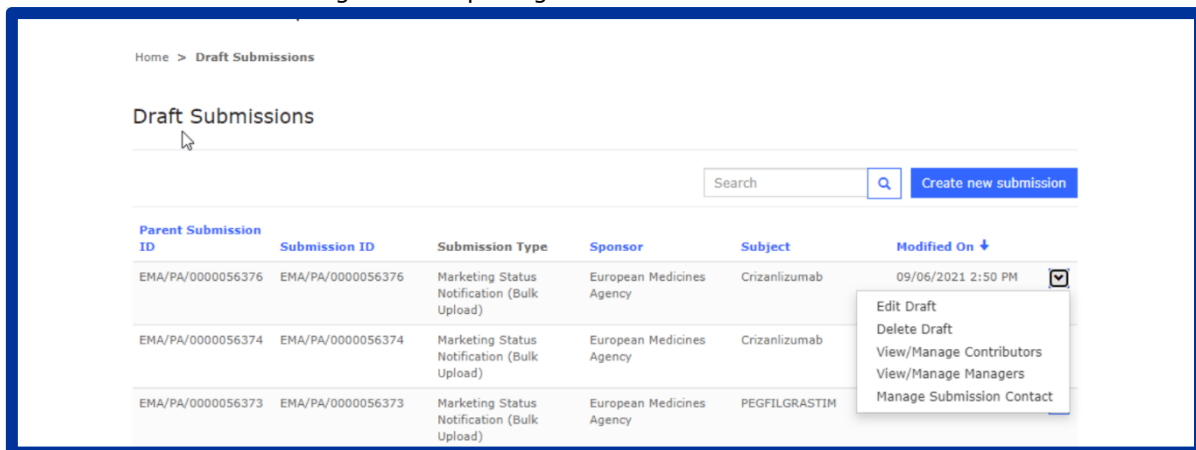 Home > Draft Submissions
Draft Submissions
Search
Create new submission
Parent Submission
ID Submission ID Submission Type Sponsor Subject Modified On
EMA/PA/0000056376 EMA/PA/0000056376 Marketing Status European Medicines Crizanlizumab 09/06/2021 2:50 PM
Notification (Bulk Agency
Upload)
Edit Draft
Delete Draft
View/Manage Contributors
View/Manage Managers
Manage Submission Contact
EMA/PA/0000056374 EMA/PA/0000056374 Marketing Status European Medicines Crizanlizumab
Notification (Bulk Agency
Upload)
EMA/PA/0000056373 EMA/PA/0000056373 Marketing Status European Medicines PEGFILGRASTIM
Notification (Bulk Agency
Upload)